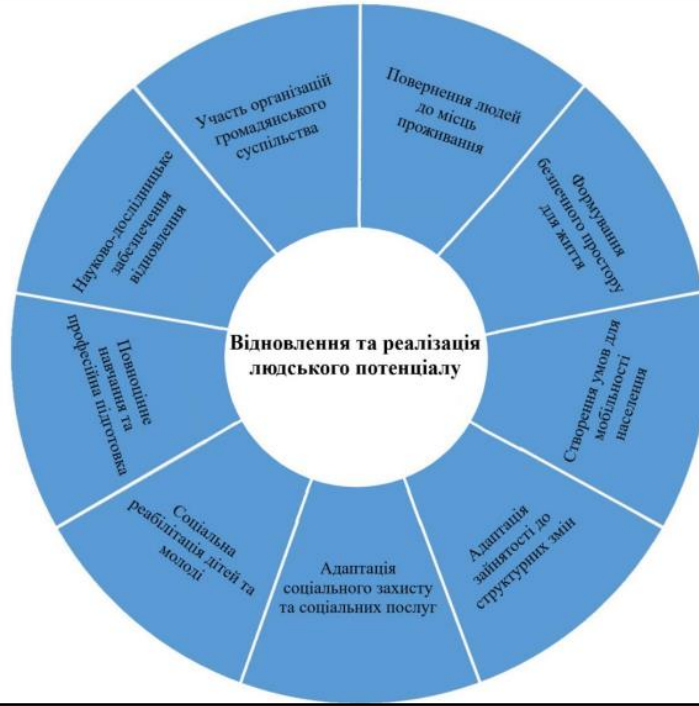 Відновлення та реалізація
людського потенціалу
Повернення людей
до місць
проживання
Формування
безпечного простору
для життя
Створення умов для
мобільності
населення
Адаптація
зайнятості до
структурних змін
Адаптація
соціального захисту
та соціальних послуг
Соціальна
реабілітація дітей та
молоді
Повноцінне
навчання та
професійна підготовка
Науково-дослідницьке
забезпечення
відновлення
Участь організацій
громадянського
суспільства